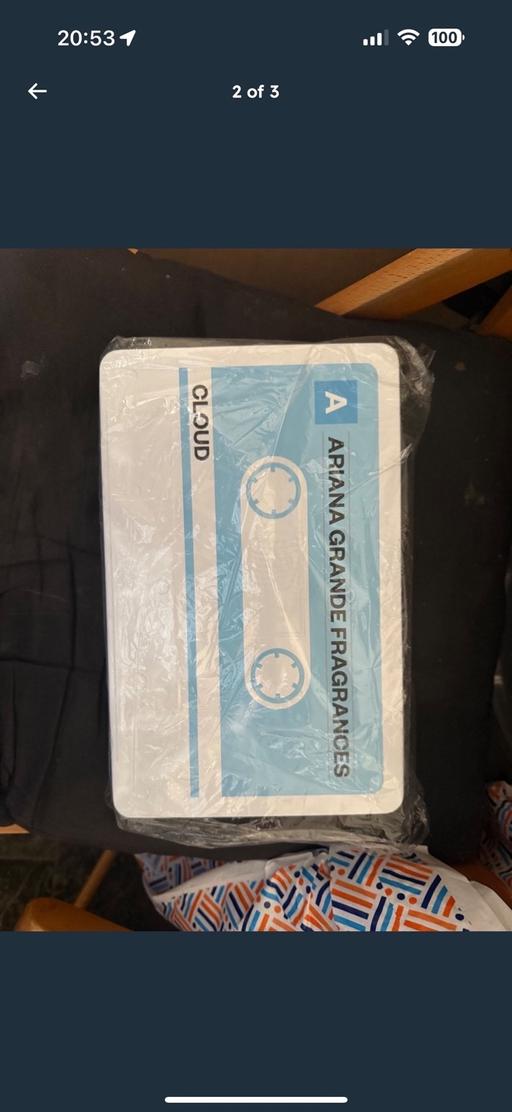 20:53
100
2 of 3
A
ARIANA GRANDE FRAGRANCES
CLOUD